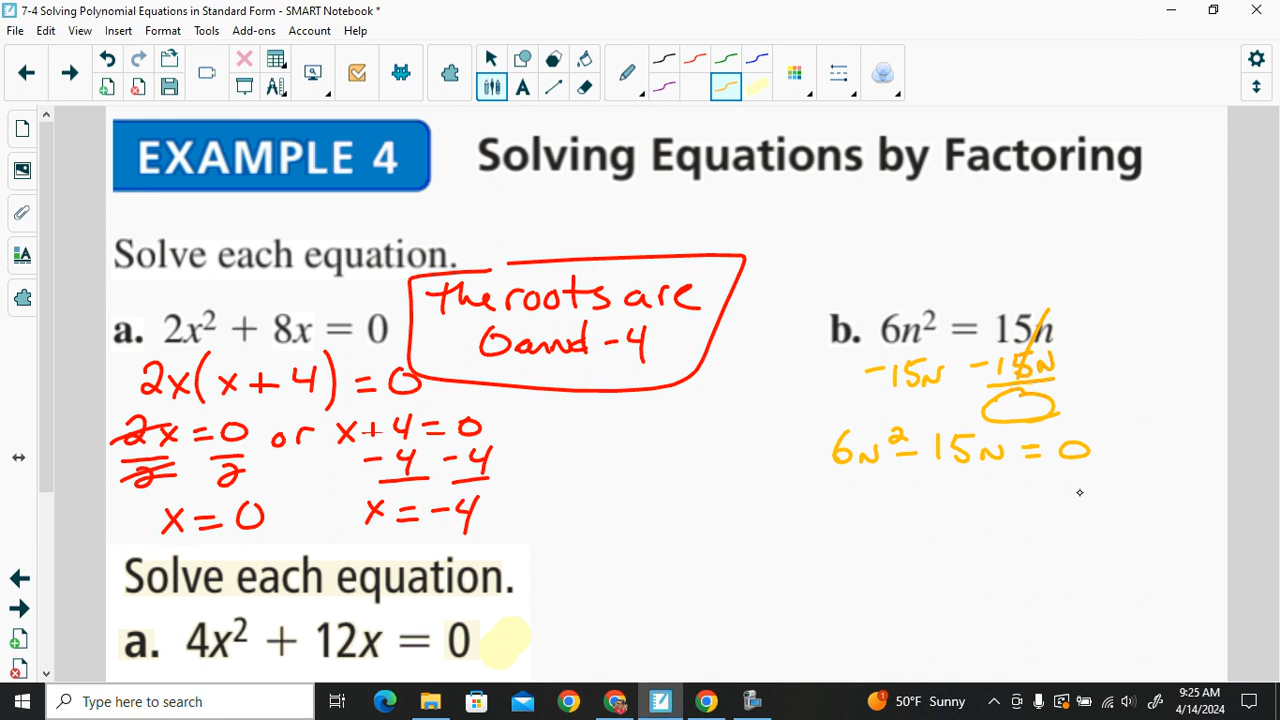 7-4 Solving Polynomial Equations in Standard Form - SMART Notebook *
File Edit View Insert Format Tools Add-ons Account Help
EXAMPLE 4 Solving Equations by Factoring
Solve each equation.
the roots are
0 and -4
a. 2x² + 8x = 0
2x(x + 4) = 0
2x = 0 or x + 4 = 0
2 2 -4 -4
x = 0 x = -4
b. 6n² = 15n
-15N -15N
0
6N² - 15N = 0
Solve each equation.
a. 4x² + 12x = 0
Type here to search
50°F Sunny
9:25 AM
4/14/2024